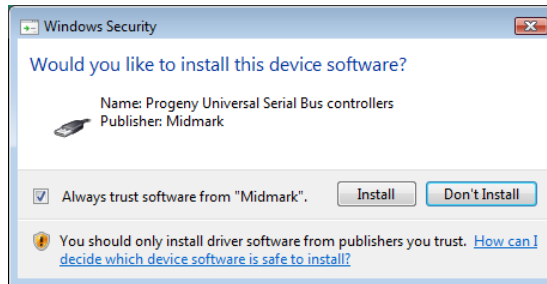 Windows Security
Would you like to install this device software?
Name: Progeny Universal Serial Bus controllers
Publisher: Midmark
Always trust software from "Midmark".
Install
Don't Install
You should only install driver software from publishers you trust. How can I
decide which device software is safe to install?